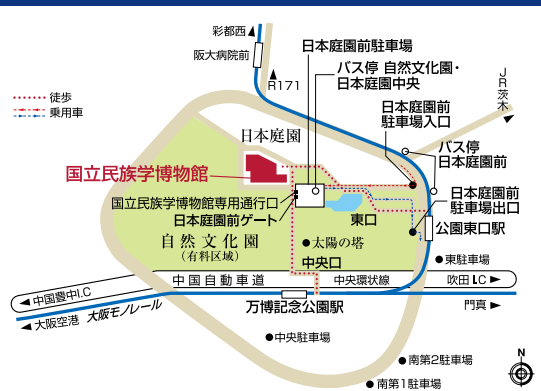 彩都西
阪大病院前
R171
日本庭園前駐車場
バス停 自然文化園・
日本庭園中央
JR茨木
徒歩
乗用車
日本庭園前
駐車場入口
日本庭園
バス停
日本庭園前
国立民族学博物館
国立民族学博物館専用通行口
日本庭園前ゲート
日本庭園前
駐車場出口
東口
公園東口駅
自然文化園
(有料区域)
太陽の塔
中央口
東駐車場
中国自動車道
中央環状線
吹田I.C
中国豊中I.C
大阪空港
大阪モノレール
万博記念公園駅
門真
中央駐車場
南第2駐車場
南第1駐車場
N